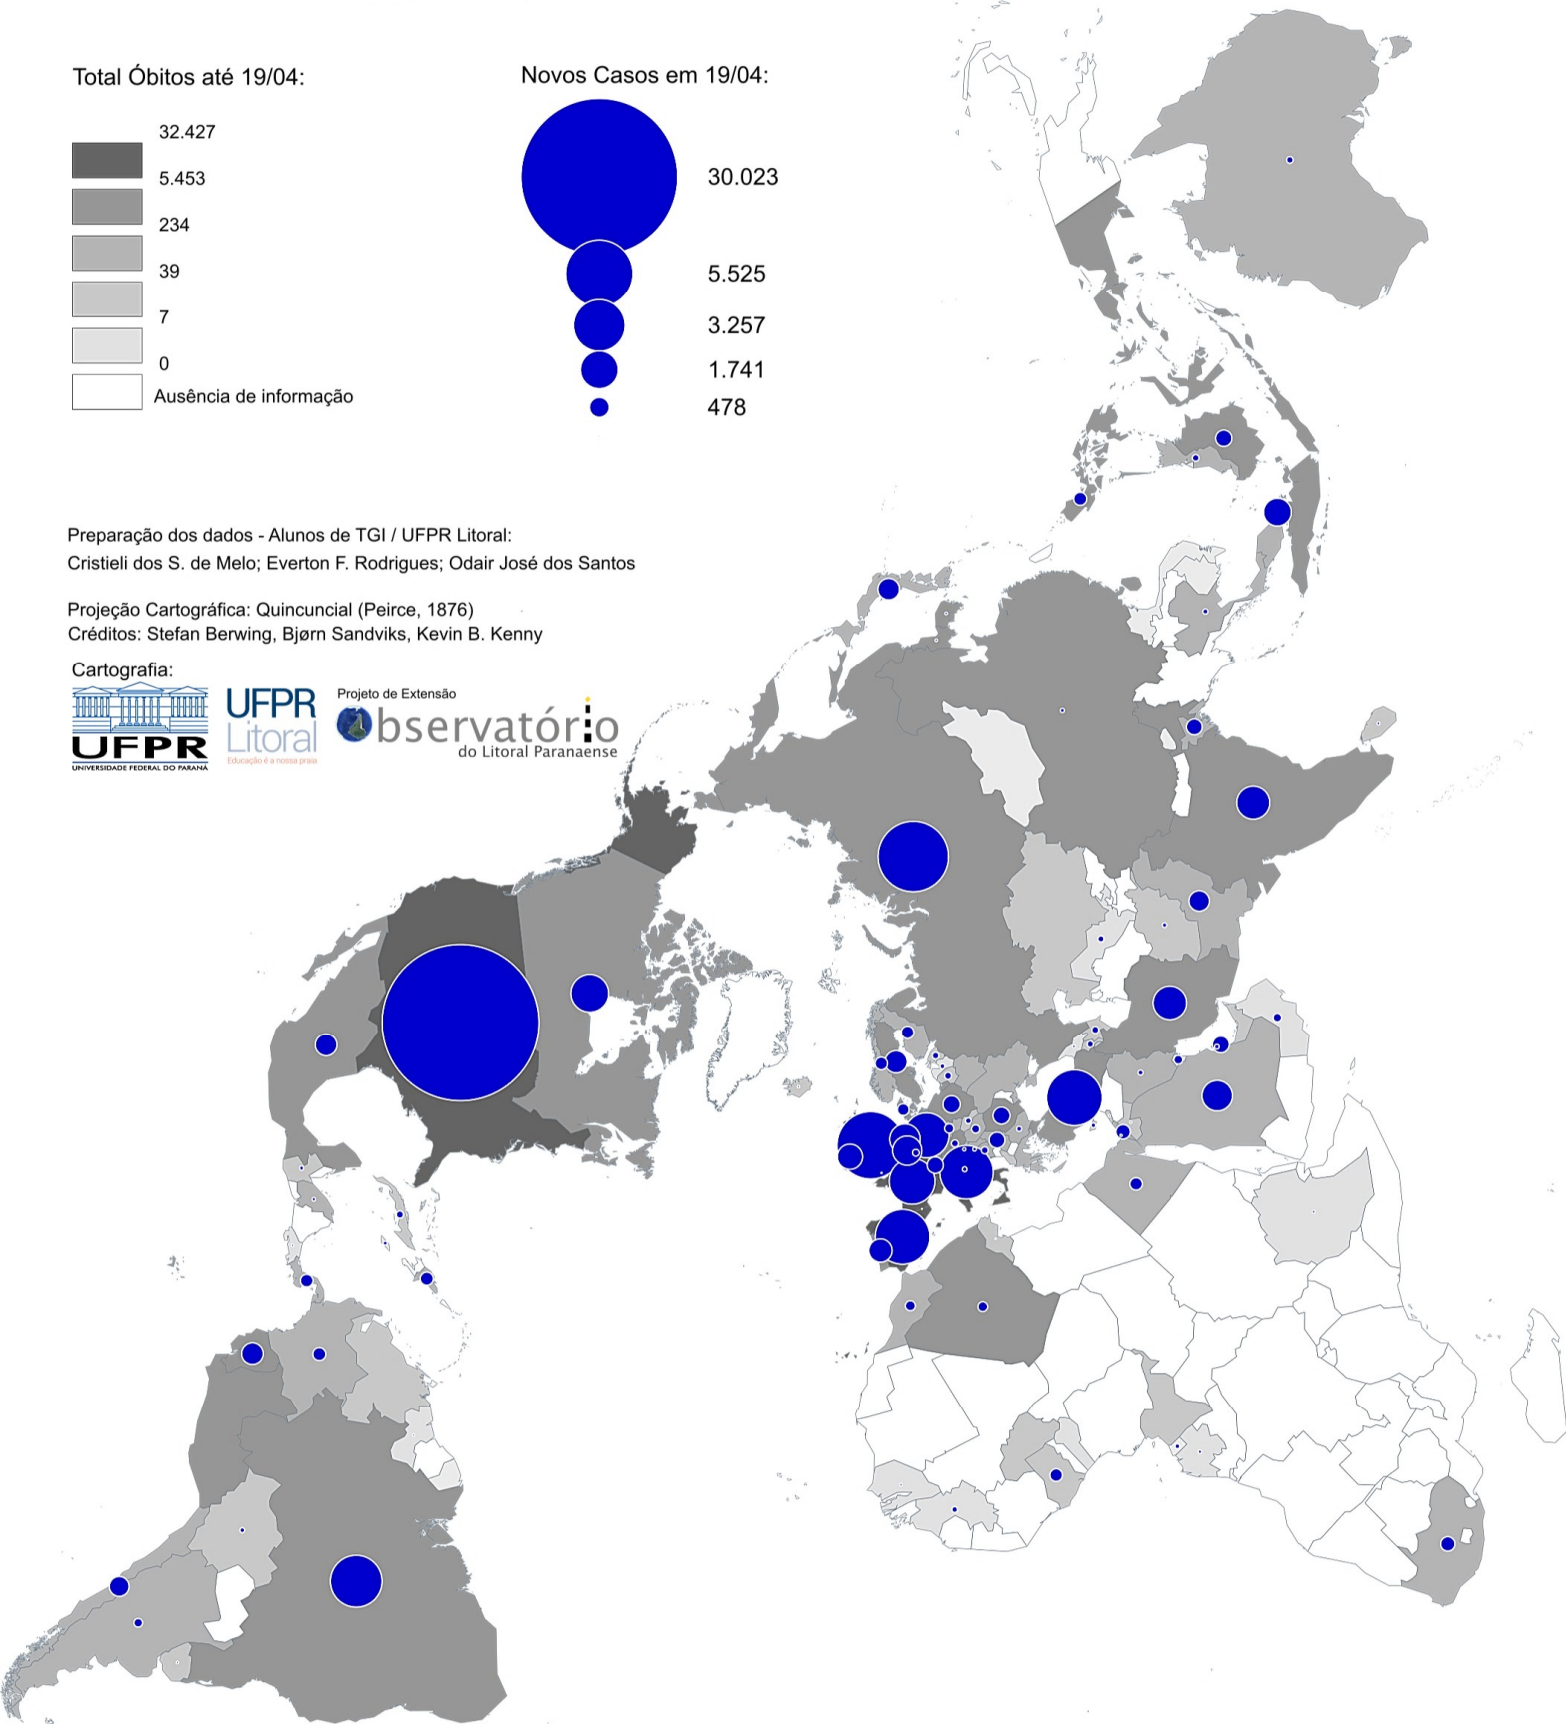 Total Óbitos até 19/04:
32.427
5.453
234
39
7
0
Ausência de informação
Novos Casos em 19/04:
30.023
5.525
3.257
1.741
478
Preparação dos dados - Alunos de TGI / UFPR Litoral:
Cristieli dos S. de Melo; Everton F. Rodrigues; Odair José dos Santos
Projeção Cartográfica: Quincuncial (Peirce, 1876)
Créditos: Stefan Berwing, Bjørn Sandviks, Kevin B. Kenny
Cartografia:
UFPR
UNIVERSIDADE FEDERAL DO PARANÁ
UFPR
Litoral
Educação é a nossa praia
Projeto de Extensão
Observatório
do Litoral Paranaense